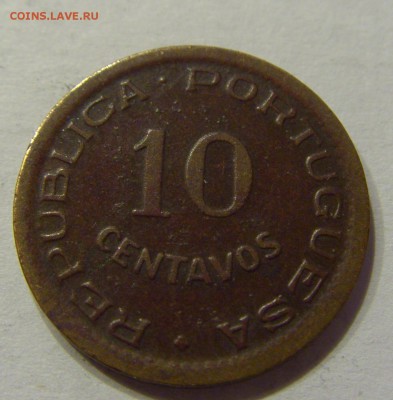 COINS.LAVE.RU
REPUBLICA · PORTUGUESA ·
10
CENTAVOS